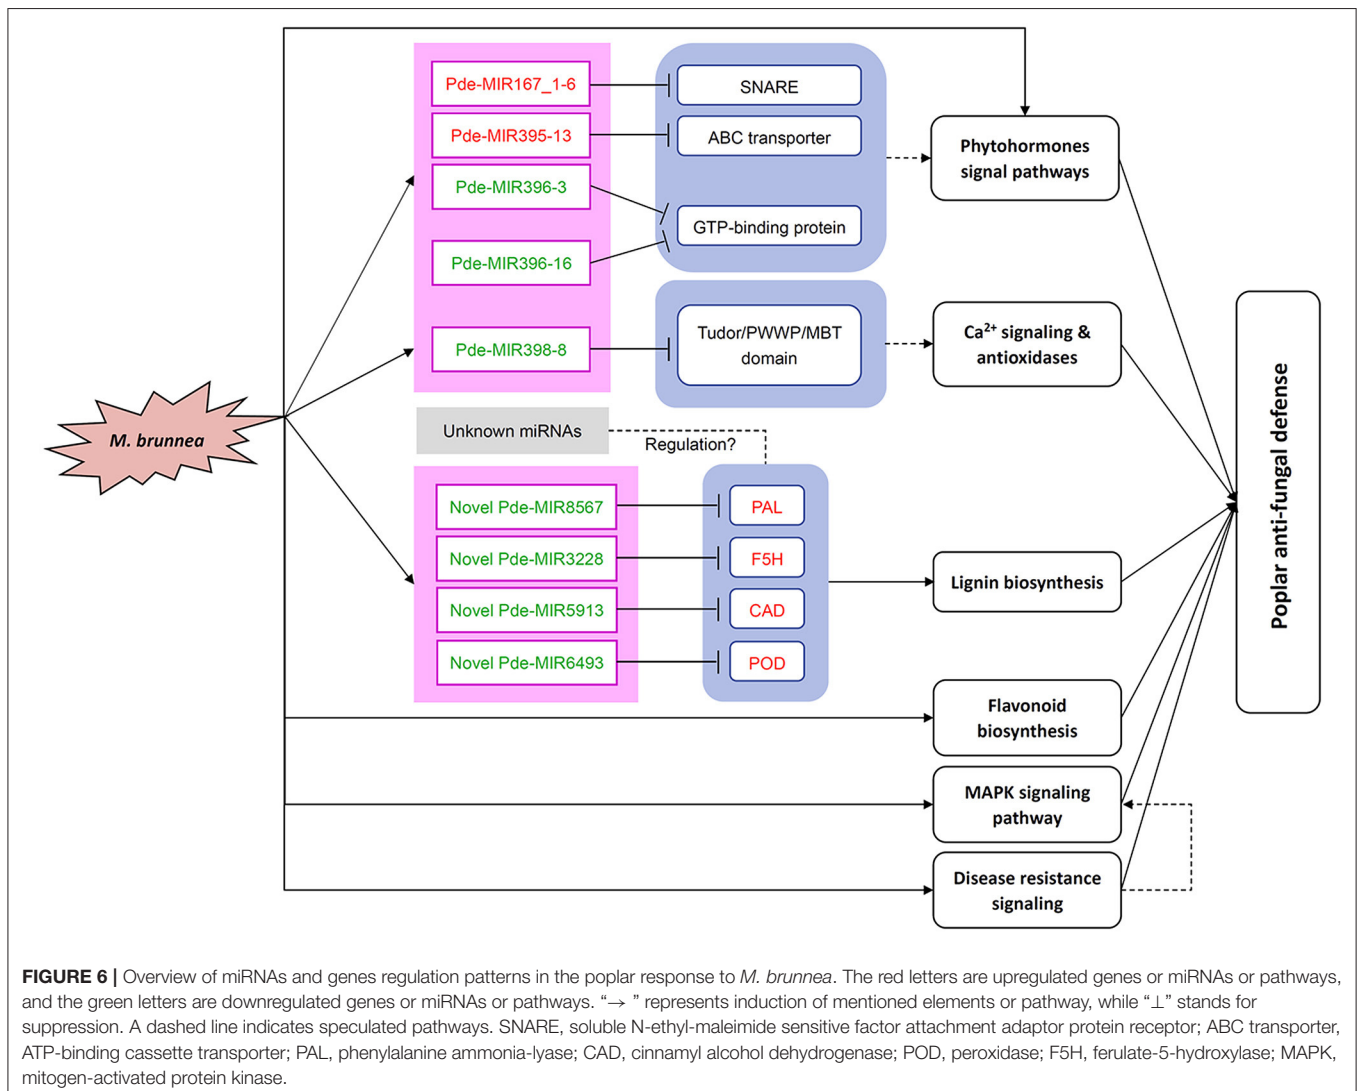 Pde-MIR167_1-6
SNARE
Pde-MIR395-13
ABC transporter
Phytohormones
signal pathways
Pde-MIR396-3
GTP-binding protein
Pde-MIR396-16
Pde-MIR398-8
Tudor/PWWP/MBT
domain
Ca²⁺ signaling &
antioxidases
M. brunnea
Unknown miRNAs
Regulation?
Novel Pde-MIR8567
PAL
Novel Pde-MIR3228
F5H
Lignin biosynthesis
Novel Pde-MIR5913
CAD
Novel Pde-MIR6493
POD
Flavonoid
biosynthesis
MAPK signaling
pathway
Disease resistance
signaling
Poplar anti-fungal defense
FIGURE 6 | Overview of miRNAs and genes regulation patterns in the poplar response to M. brunnea. The red letters are upregulated genes or miRNAs or pathways,
and the green letters are downregulated genes or miRNAs or pathways. “→ ” represents induction of mentioned elements or pathway, while “⊥” stands for
suppression. A dashed line indicates speculated pathways. SNARE, soluble N-ethyl-maleimide sensitive factor attachment adaptor protein receptor; ABC transporter,
ATP-binding cassette transporter; PAL, phenylalanine ammonia-lyase; CAD, cinnamyl alcohol dehydrogenase; POD, peroxidase; F5H, ferulate-5-hydroxylase; MAPK,
mitogen-activated protein kinase.